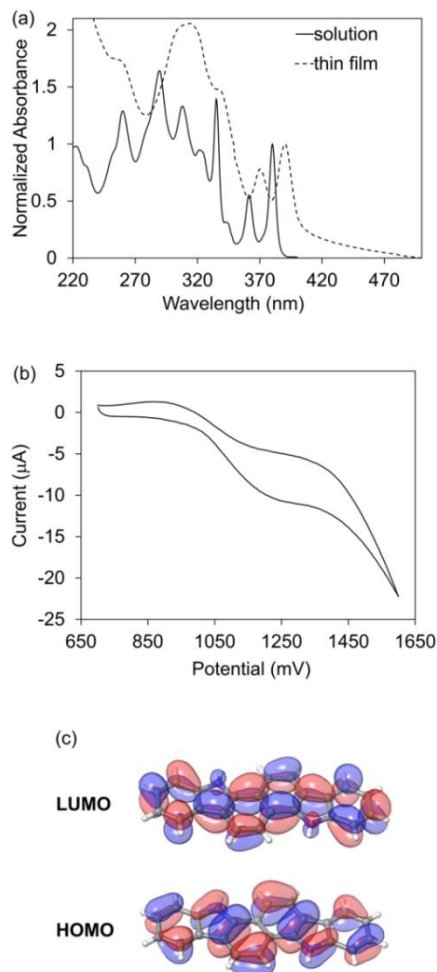 (a)
2
1.5
1
0.5
0
Normalized Absorbance
solution
thin film
220 270 320 370 420 470
Wavelength (nm)
(b)
5
0
-5
-10
-15
-20
-25
Current (μA)
650 850 1050 1250 1450 1650
Potential (mV)
(c)
LUMO
HOMO